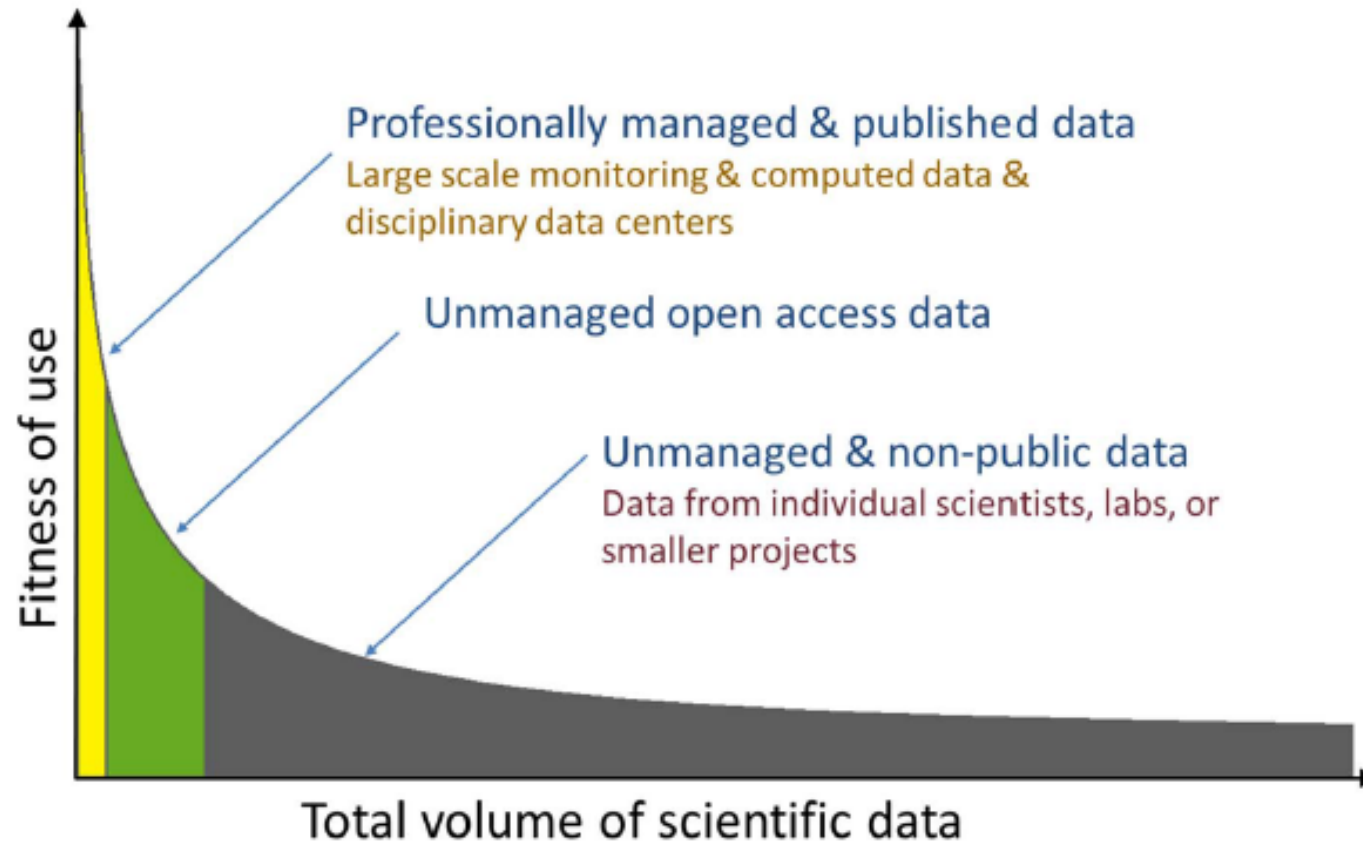 Professionally managed & published data
Large scale monitoring & computed data &
disciplinary data centers
Unmanaged open access data
Unmanaged & non-public data
Data from individual scientists, labs, or
smaller projects
Fitness of use
Total volume of scientific data